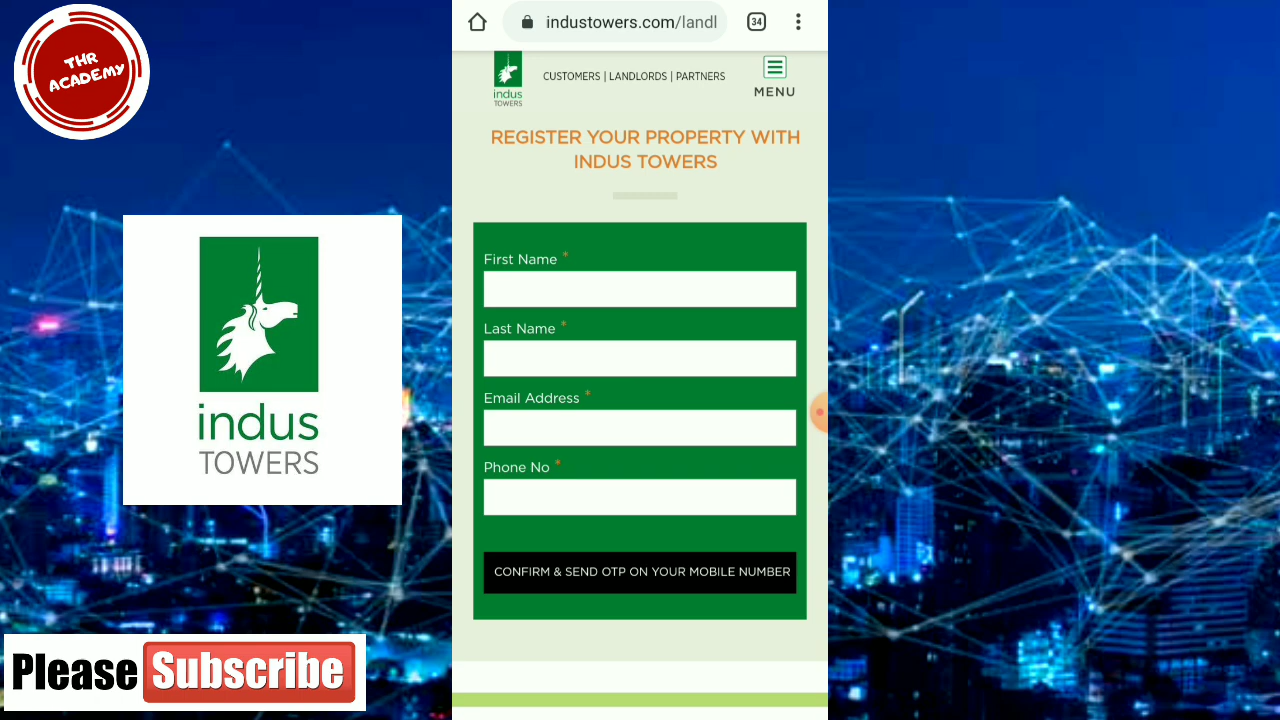 THR
ACADEMY
industowers.com/landl
34
indus
TOWERS
CUSTOMERS | LANDLORDS | PARTNERS
MENU
REGISTER YOUR PROPERTY WITH
INDUS TOWERS
First Name *
Last Name *
Email Address *
Phone No *
CONFIRM & SEND OTP ON YOUR MOBILE NUMBER
indus
TOWERS
Please Subscribe